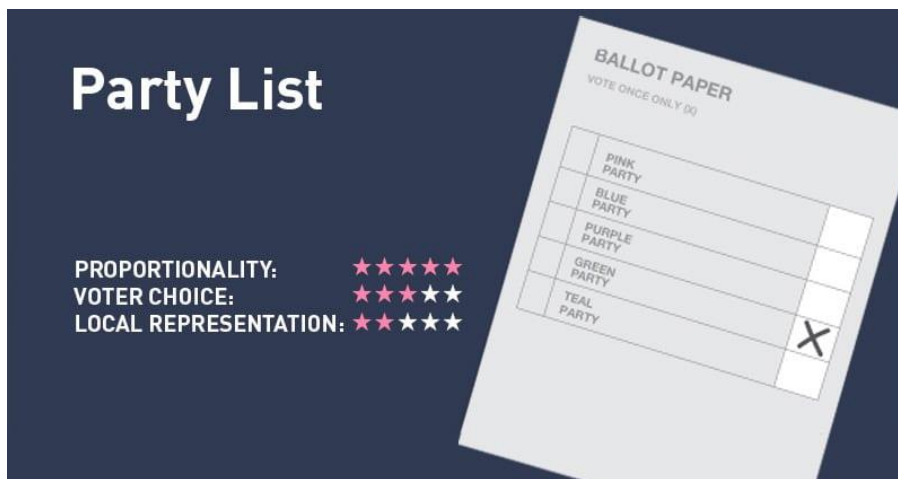 Party List
PROPORTIONALITY:
VOTER CHOICE:
LOCAL REPRESENTATION:
BALLOT PAPER
VOTE ONCE ONLY (X)
PINK
PARTY
BLUE
PARTY
PURPLE
PARTY
GREEN
PARTY
TEAL
PARTY
X